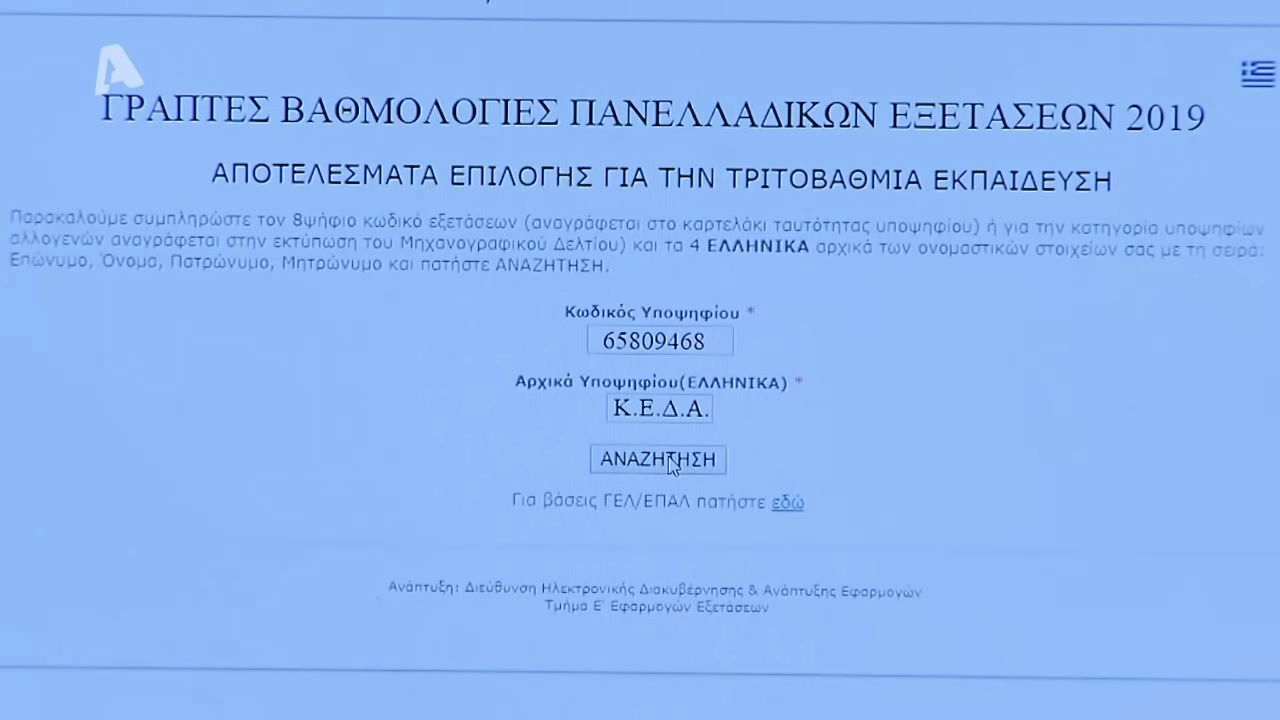 ΓΡΑΠΤΕΣ ΒΑΘΜΟΛΟΓΙΕΣ ΠΑΝΕΛΛΑΔΙΚΩΝ ΕΞΕΤΑΣΕΩΝ 2019
ΑΠΟΤΕΛΕΣΜΑΤΑ ΕΠΙΛΟΓΗΣ ΓΙΑ ΤΗΝ ΤΡΙΤΟΒΑΘΜΙΑ ΕΚΠΑΙΔΕΥΣΗ
Παρακαλούμε συμπληρώστε τον 8ψήφιο κωδικό εξετάσεων (αναγράφεται στο καρτελάκι ταυτότητας υποψηφίου) ή για την κατηγορία υποψηφίων
αλλογενών αναγράφεται στην εκτύπωση του Μηχανογραφικού Δελτίου) και τα 4 ΕΛΛΗΝΙΚΑ αρχικά των ονομαστικών στοιχείων σας με τη σειρά:
Επώνυμο, Όνομα, Πατρώνυμο, Μητρώνυμο και πατήστε ΑΝΑΖΗΤΗΣΗ.
Κωδικός Υποψηφίου *
65809468
Αρχικά Υποψηφίου(ΕΛΛΗΝΙΚΑ) *
Κ.Ε.Δ.Α.
ΑΝΑΖΗΤΗΣΗ
Για βάσεις ΓΕΛ/ΕΠΑΛ πατήστε εδώ
Ανάπτυξη: Διεύθυνση Ηλεκτρονικής Διακυβέρνησης & Ανάπτυξης Εφαρμογών
Τμήμα Ε' Εφαρμογών Εξετάσεων